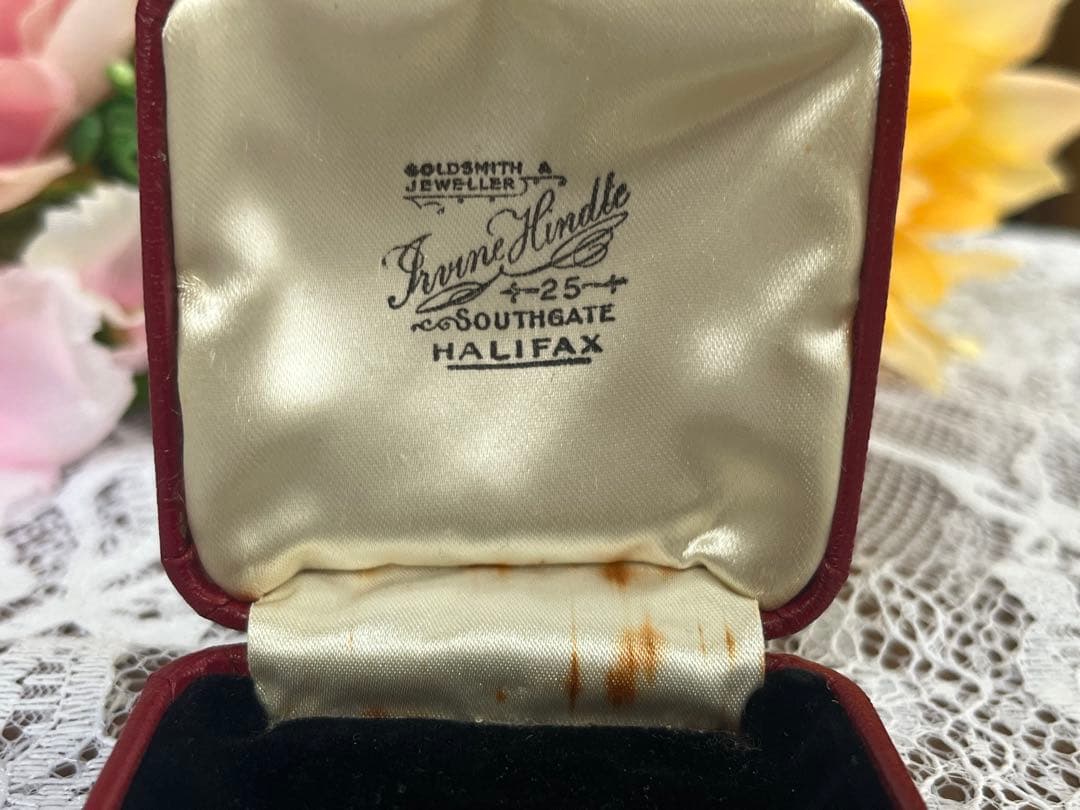 GOLDSMITH &
JEWELLER
Irvine Hindle
25
SOUTHGATE
HALIFAX